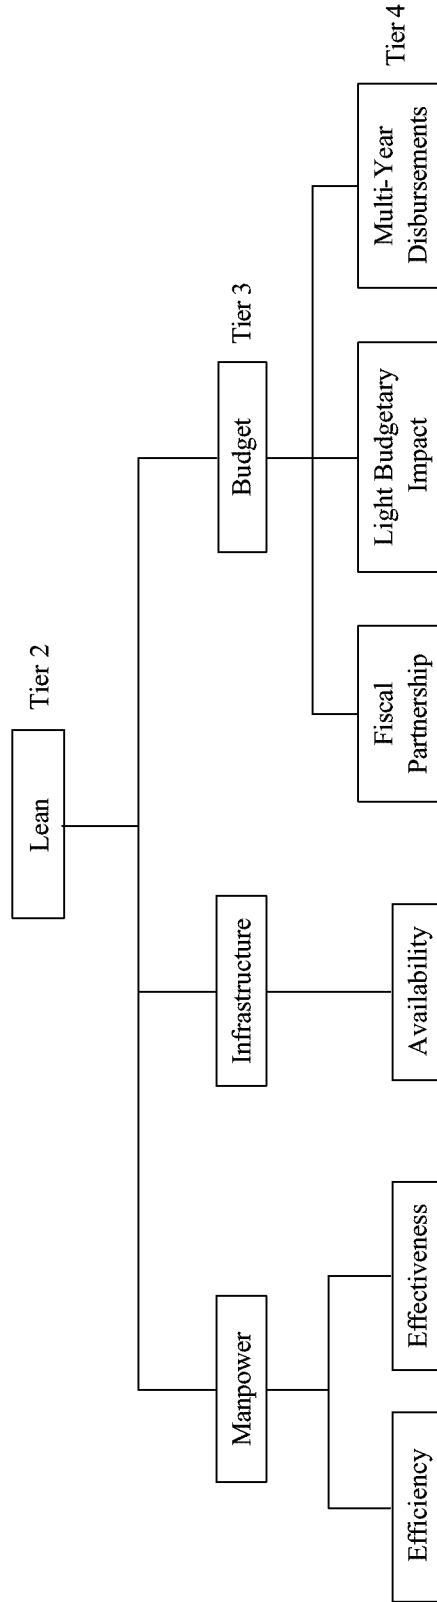 Lean
Tier 2
Manpower
Infrastructure
Budget
Tier 3
Efficiency
Effectiveness
Availability
Fiscal
Partnership
Light Budgetary
Impact
Multi-Year
Disbursements
Tier 4